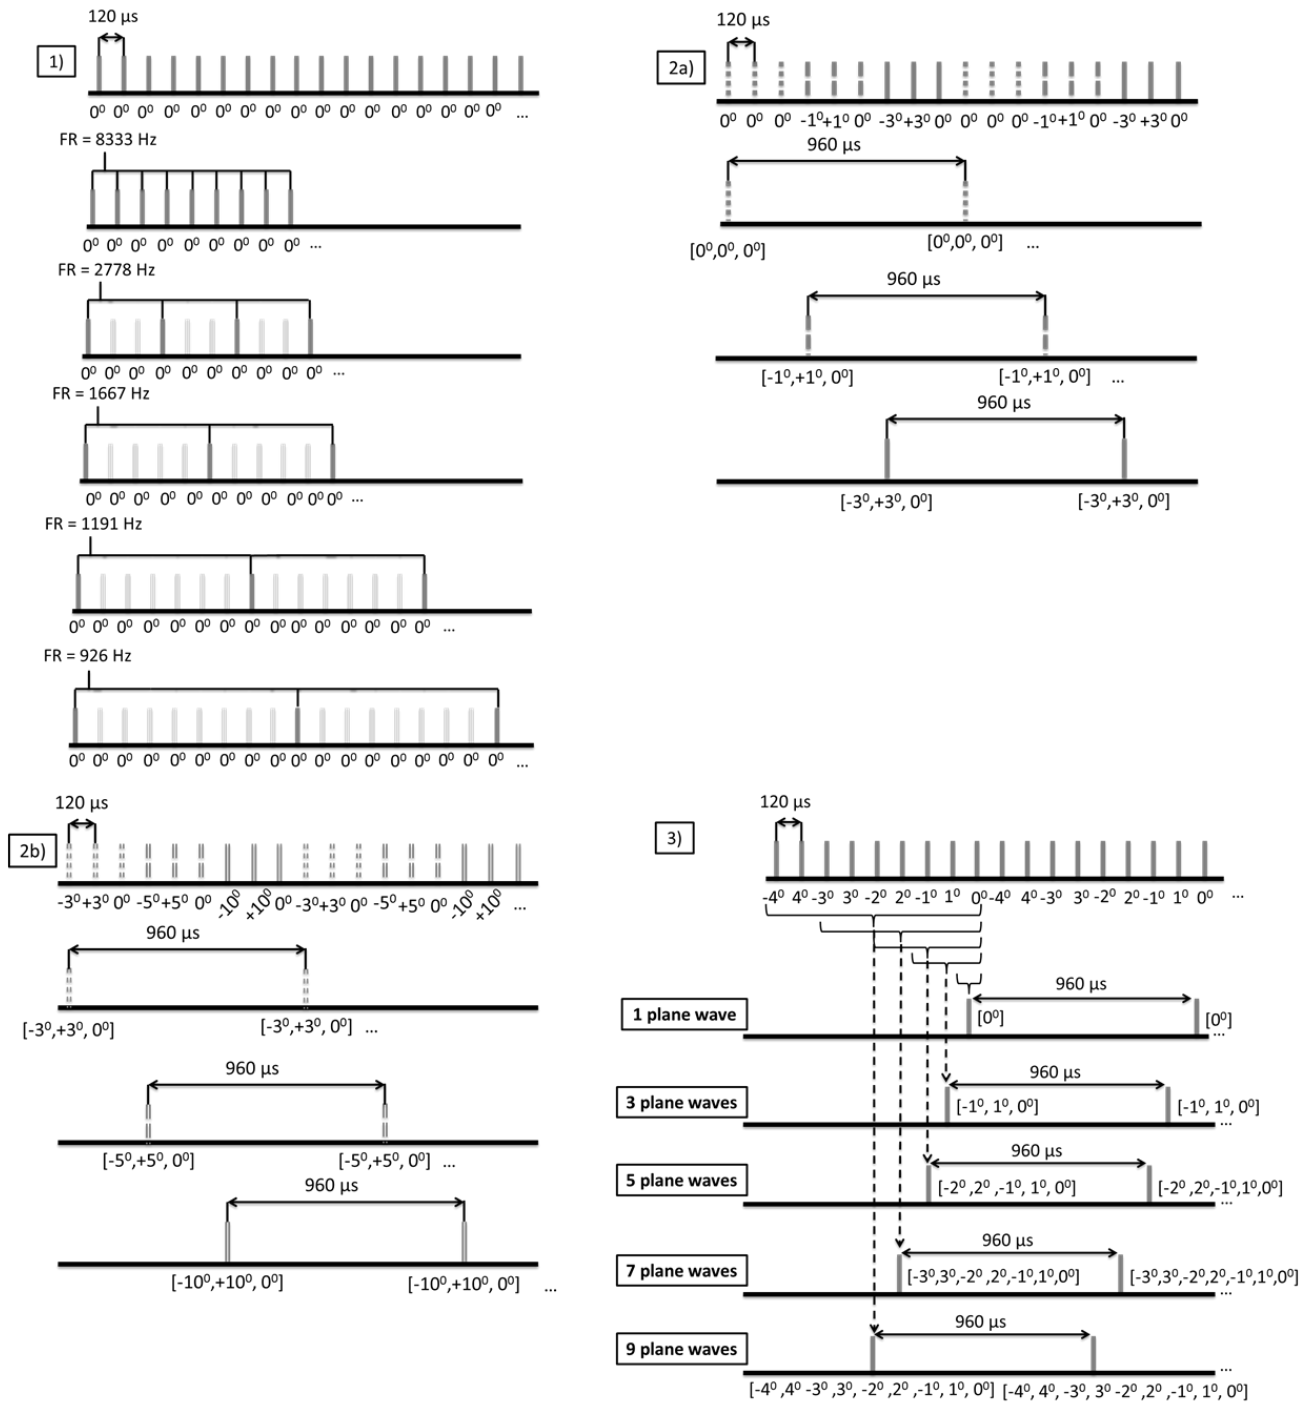 120 µs
1)
0⁰ 0⁰ 0⁰ 0⁰ 0⁰ 0⁰ 0⁰ 0⁰ 0⁰ 0⁰ 0⁰ 0⁰ 0⁰ 0⁰ 0⁰ 0⁰ 0⁰ ...
FR = 8333 Hz
0⁰ 0⁰ 0⁰ 0⁰ 0⁰ 0⁰ 0⁰ 0⁰ 0⁰ ...
FR = 2778 Hz
0⁰ 0⁰ 0⁰ 0⁰ 0⁰ 0⁰ 0⁰ 0⁰ 0⁰ 0⁰ ...
FR = 1667 Hz
0⁰ 0⁰ 0⁰ 0⁰ 0⁰ 0⁰ 0⁰ 0⁰ 0⁰ 0⁰ 0⁰ ...
FR = 1191 Hz
0⁰ 0⁰ 0⁰ 0⁰ 0⁰ 0⁰ 0⁰ 0⁰ 0⁰ 0⁰ 0⁰ 0⁰ 0⁰ 0⁰ 0⁰ ...
FR = 926 Hz
0⁰ 0⁰ 0⁰ 0⁰ 0⁰ 0⁰ 0⁰ 0⁰ 0⁰ 0⁰ 0⁰ 0⁰ 0⁰ 0⁰ 0⁰ 0⁰ 0⁰ ...
120 µs
2a)
0⁰ 0⁰ 0⁰ -1⁰+1⁰ 0⁰ -3⁰+3⁰ 0⁰ 0⁰ 0⁰ 0⁰ -1⁰+1⁰ 0⁰ -3⁰ +3⁰ 0⁰
960 µs
[0⁰,0⁰, 0⁰] [0⁰,0⁰, 0⁰] ...
960 µs
[-1⁰,+1⁰, 0⁰] [-1⁰,+1⁰, 0⁰] ...
960 µs
[-3⁰,+3⁰, 0⁰] [-3⁰,+3⁰, 0⁰]
120 µs
2b)
-3⁰+3⁰ 0⁰ -5⁰+5⁰ 0⁰ -10⁰ +10⁰ 0⁰ -3⁰+3⁰ 0⁰ -5⁰+5⁰ 0⁰ -10⁰ +10⁰ ...
960 µs
[-3⁰,+3⁰, 0⁰] [-3⁰,+3⁰, 0⁰] ...
960 µs
[-5⁰,+5⁰, 0⁰] [-5⁰,+5⁰, 0⁰] ...
960 µs
[-10⁰,+10⁰, 0⁰] [-10⁰,+10⁰, 0⁰] ...
120 µs
3)
-4⁰ 4⁰ -3⁰ 3⁰ -2⁰ 2⁰ -1⁰ 1⁰ 0⁰ -4⁰ 4⁰ -3⁰ 3⁰ -2⁰ 2⁰ -1⁰ 1⁰ 0⁰ ...
960 µs
1 plane wave
[0⁰] [0⁰]
...
960 µs
3 plane waves
[-1⁰, 1⁰, 0⁰] [-1⁰, 1⁰, 0⁰]
...
960 µs
5 plane waves
[-2⁰ ,2⁰ ,-1⁰, 1⁰, 0⁰] [-2⁰ ,2⁰,-1⁰,1⁰,0⁰]
...
960 µs
7 plane waves
[-3⁰,3⁰,-2⁰ ,2⁰,-1⁰,1⁰,0⁰] [-3⁰,3⁰,-2⁰,2⁰,-1⁰,1⁰,0⁰]
...
960 µs
9 plane waves
...
[-4⁰ ,4⁰ -3⁰ ,3⁰, -2⁰ ,2⁰ ,-1⁰, 1⁰, 0⁰] [-4⁰, 4⁰, -3⁰, 3⁰ -2⁰, 2⁰, -1⁰, 1⁰, 0⁰]